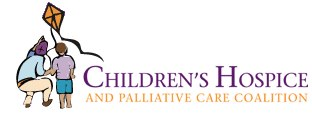 CHILDREN'S HOSPICE
AND PALLIATIVE CARE COALITION